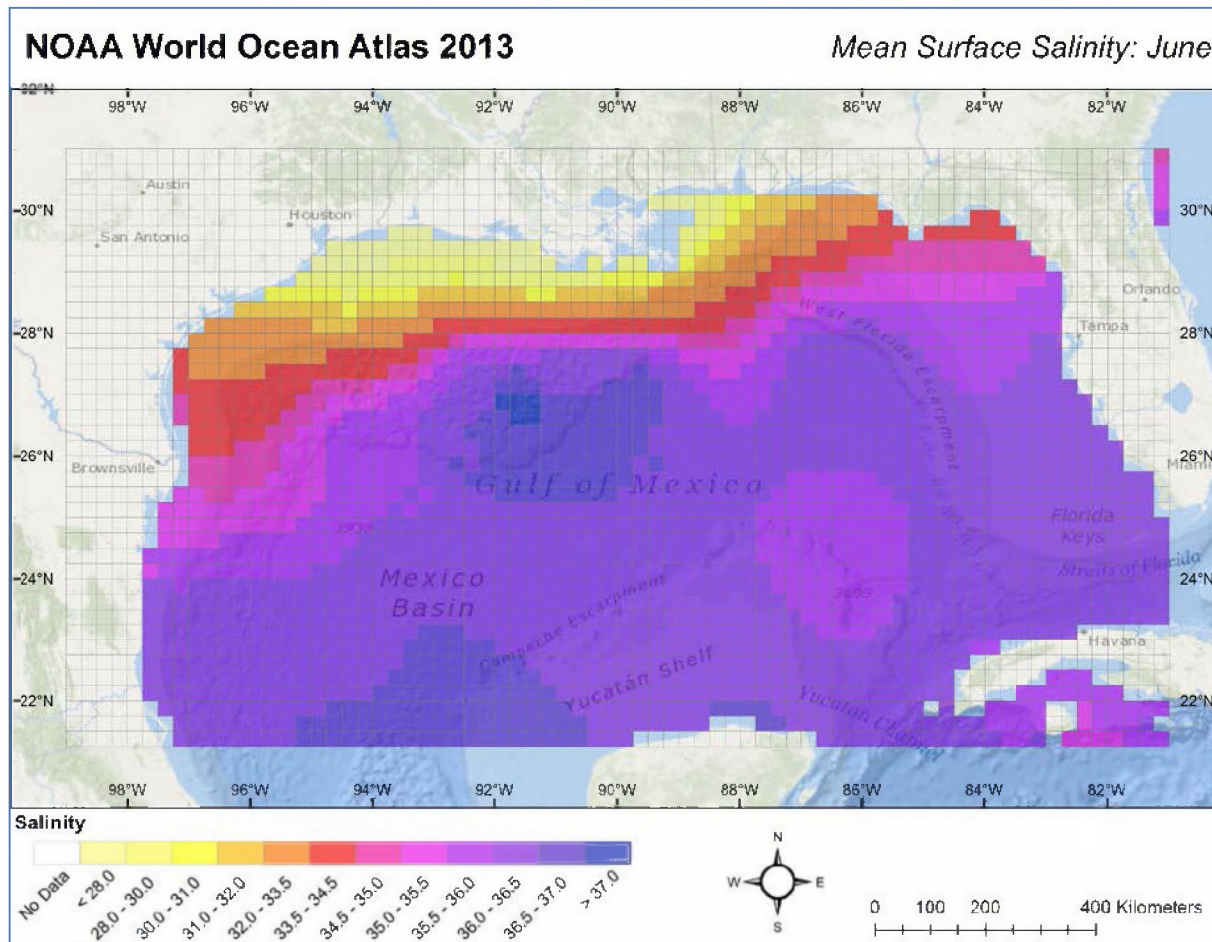 NOAA World Ocean Atlas 2013
Mean Surface Salinity: June
32°N
98°W 96°W 94°W 92°W 90°W 88°W 86°W 84°W 82°W
Austin
Houston
30°N 30°N
San Antonio
Orlando
West Florida Escarpment
28°N Tampa 28°N
26°N 26°N
Brownsville
Miami
Gulf of Mexico
3939
Florida
Keys
Straits of Florida
24°N 24°N
Mexico
Basin
3699
Campeche Escarpment
Havana
Yucatán Shelf
22°N Yucatán Channel 22°N
98°W 96°W 94°W 92°W 90°W 88°W 86°W 84°W 82°W
Salinity
No Data
< 28.0
28.0 - 30.0
30.0 - 31.0
31.0 - 32.0
32.0 - 33.5
33.5 - 34.5
34.5 - 35.0
35.0 - 35.5
35.5 - 36.0
36.0 - 36.5
36.5 - 37.0
> 37.0
N
W E
S
0 100 200 400 Kilometers